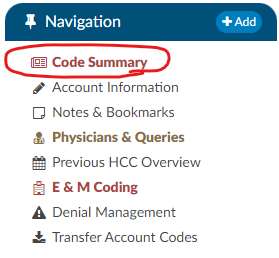 Navigation
+ Add
Code Summary
Account Information
Notes & Bookmarks
Physicians & Queries
Previous HCC Overview
E & M Coding
Denial Management
Transfer Account Codes